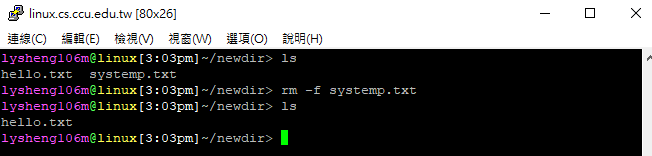 linux.cs.ccu.edu.tw [80x26]
連線(C) 編輯(E) 檢視(V) 視窗(W) 選項(O) 說明(H)
lysheng106m@linux[3:03pm]~/newdir> ls
hello.txt  systemp.txt
lysheng106m@linux[3:03pm]~/newdir> rm -f systemp.txt
lysheng106m@linux[3:03pm]~/newdir> ls
hello.txt
lysheng106m@linux[3:03pm]~/newdir>